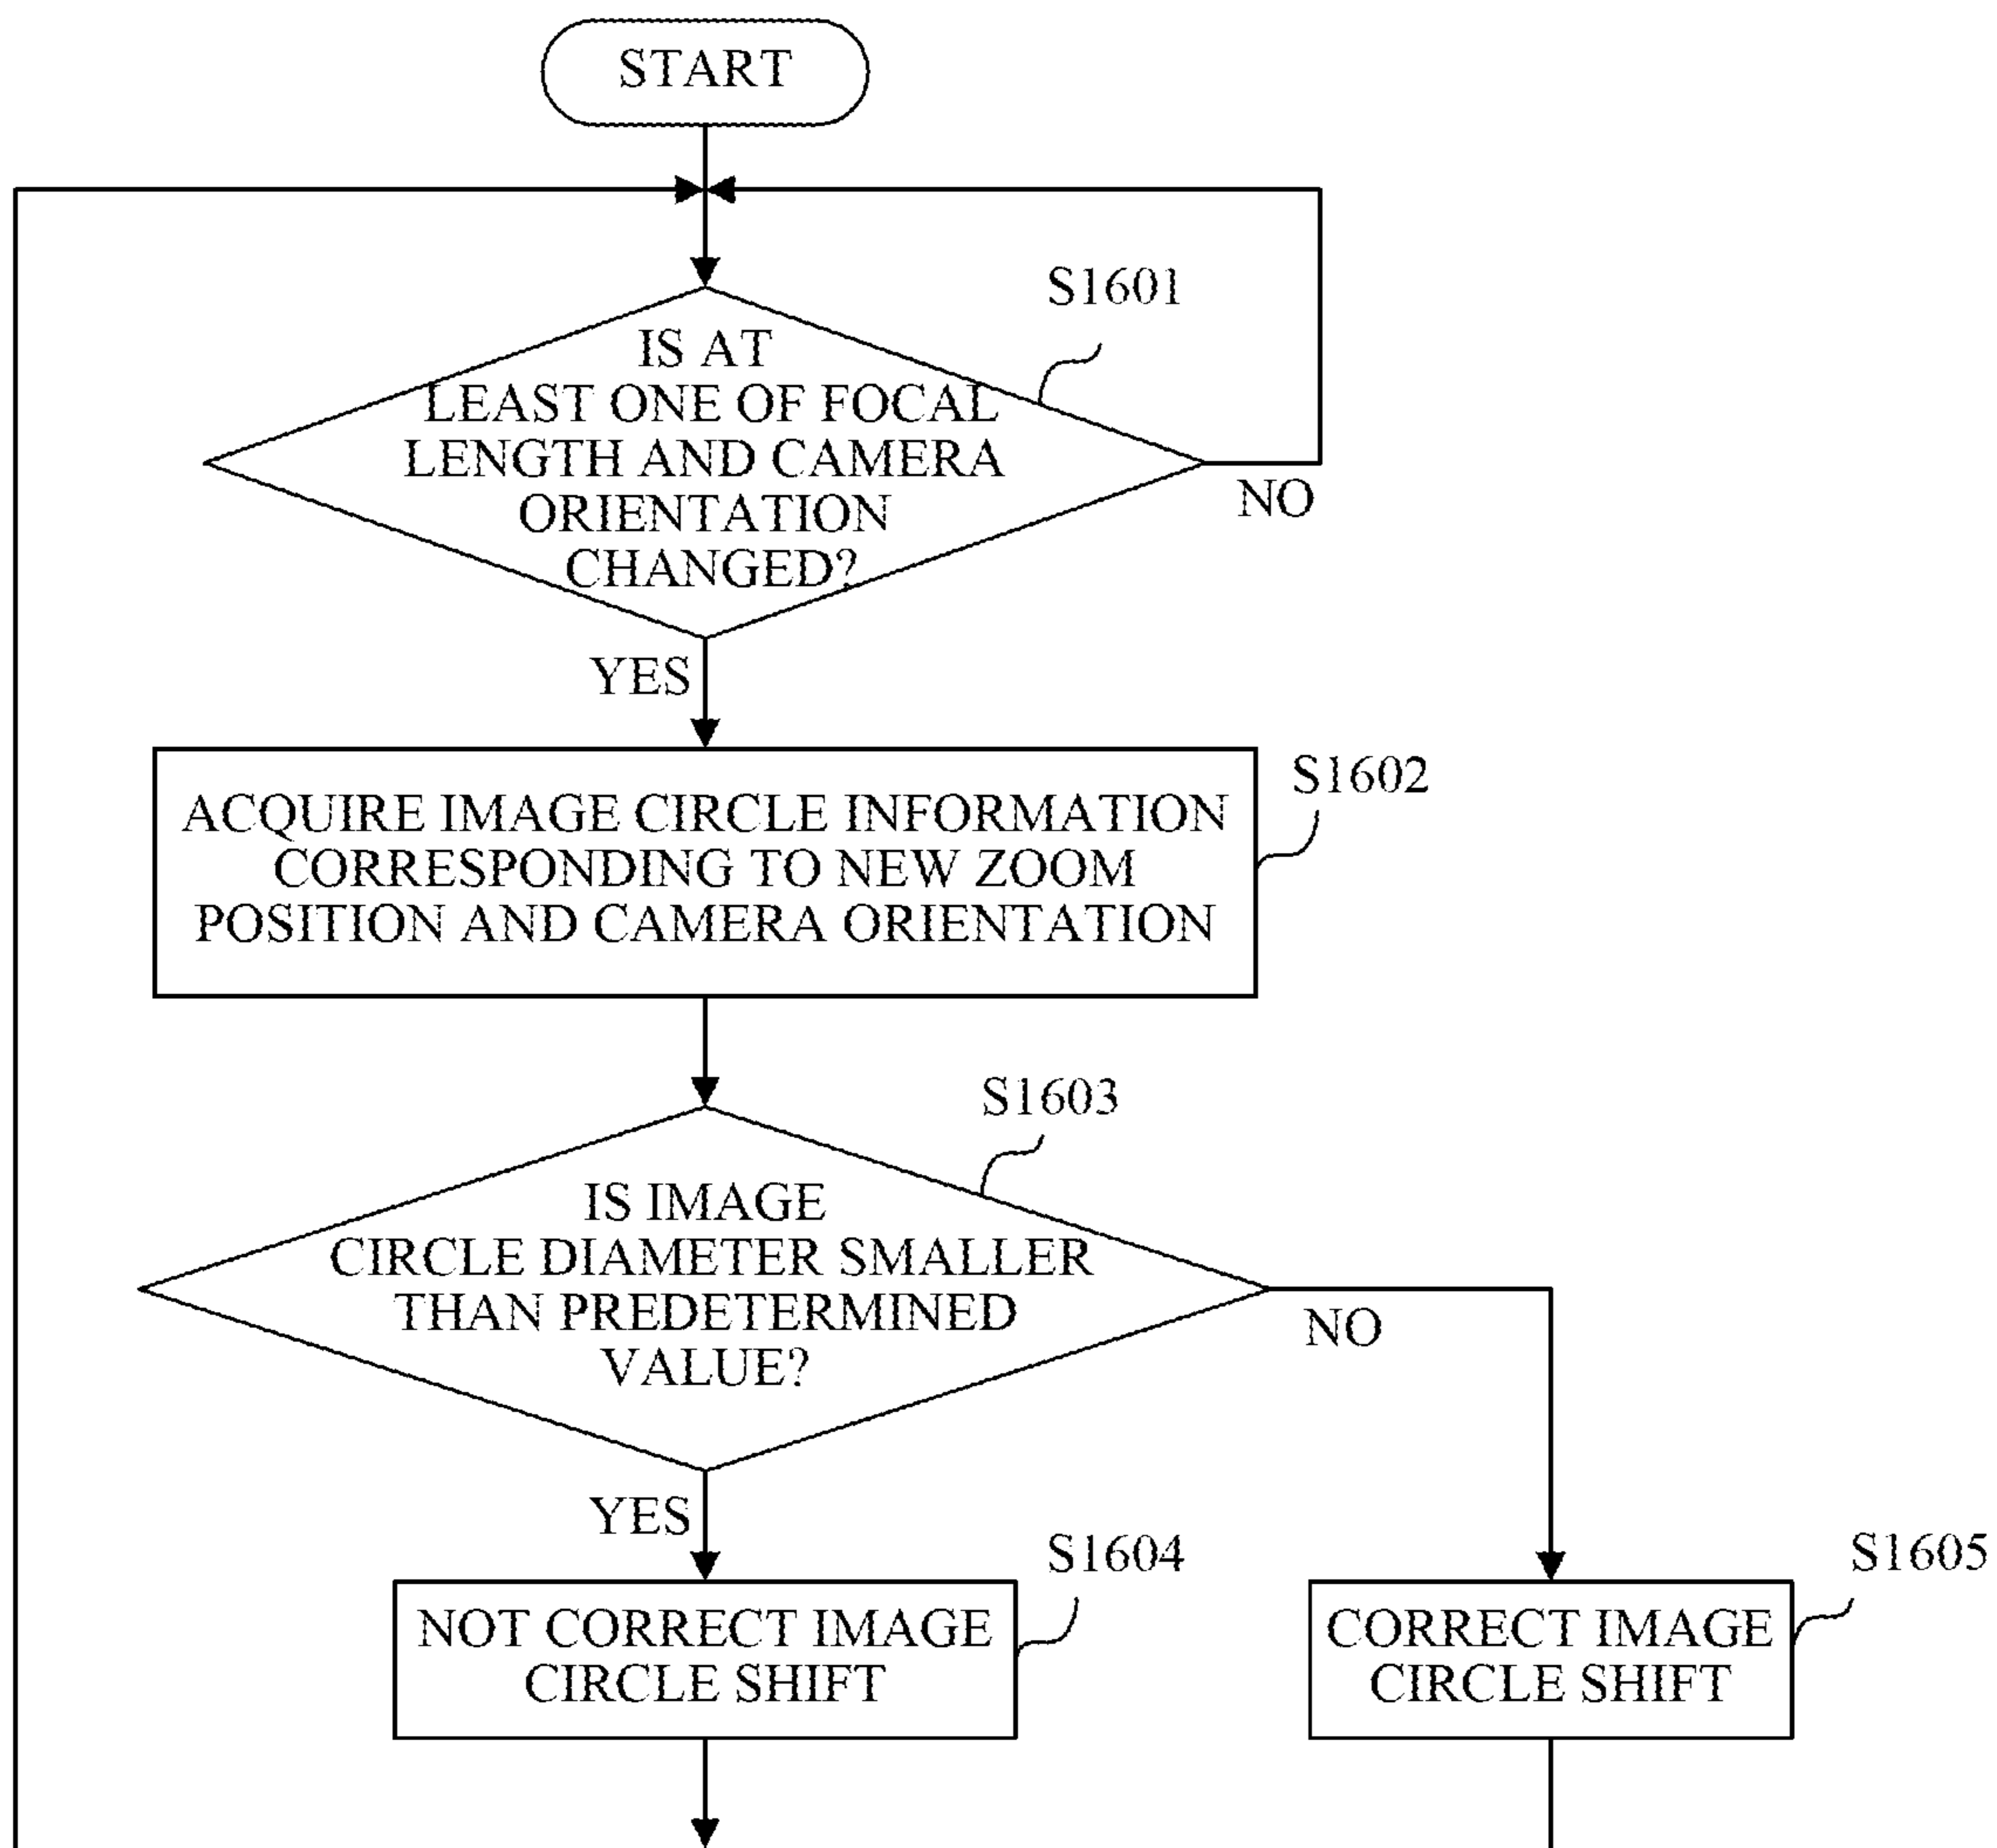 START
S1601
IS AT
LEAST ONE OF FOCAL
LENGTH AND CAMERA
ORIENTATION
CHANGED?
NO
YES
S1602
ACQUIRE IMAGE CIRCLE INFORMATION
CORRESPONDING TO NEW ZOOM
POSITION AND CAMERA ORIENTATION
S1603
IS IMAGE
CIRCLE DIAMETER SMALLER
THAN PREDETERMINED
VALUE?
NO
YES
S1604
NOT CORRECT IMAGE
CIRCLE SHIFT
S1605
CORRECT IMAGE
CIRCLE SHIFT